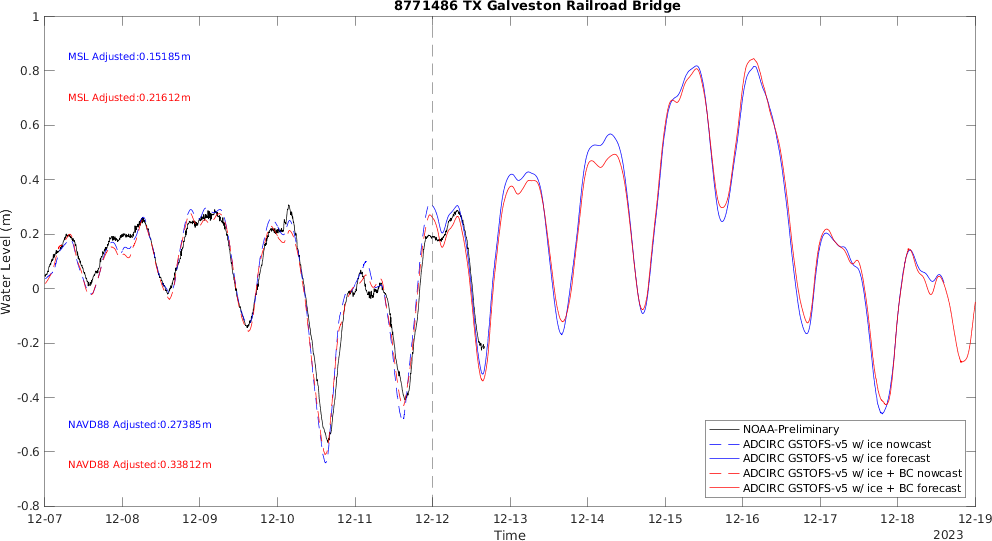 8771486 TX Galveston Railroad Bridge
1
0.8
0.6
0.4
0.2
0
-0.2
-0.4
-0.6
-0.8
Water Level (m)
MSL Adjusted:0.15185m
MSL Adjusted:0.21612m
NAVD88 Adjusted:0.27385m
NAVD88 Adjusted:0.33812m
NOAA-Preliminary
ADCIRC GSTOFS-v5 w/ ice nowcast
ADCIRC GSTOFS-v5 w/ ice forecast
ADCIRC GSTOFS-v5 w/ ice + BC nowcast
ADCIRC GSTOFS-v5 w/ ice + BC forecast
12-07 12-08 12-09 12-10 12-11 12-12 12-13 12-14 12-15 12-16 12-17 12-18 12-19
Time
2023